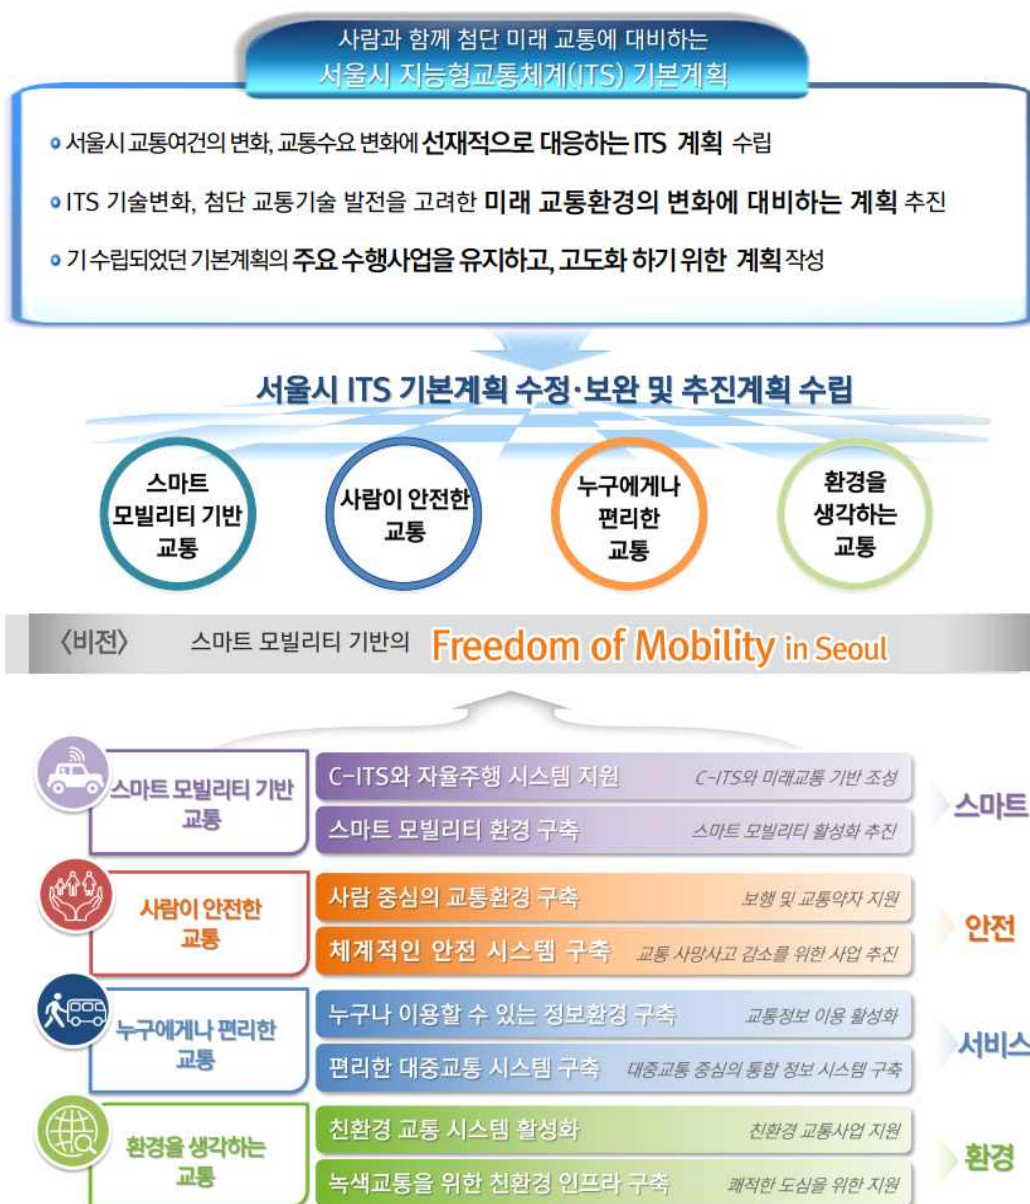 사람과 함께 첨단 미래 교통에 대비하는
서울시 지능형교통체계(ITS) 기본계획
서울시 교통여건의 변화, 교통수요 변화에 선재적으로 대응하는 ITS 계획 수립
ITS 기술변화, 첨단 교통기술 발전을 고려한 미래 교통환경의 변화에 대비하는 계획 추진
기 수립되었던 기본계획의 주요 수행사업을 유지하고, 고도화 하기 위한 계획 작성
서울시 ITS 기본계획 수정·보완 및 추진계획 수립
스마트
모빌리티 기반
교통
사람이 안전한
교통
누구에게나
편리한
교통
환경을
생각하는
교통
〈비전〉 스마트 모빌리티 기반의 Freedom of Mobility in Seoul
스마트 모빌리티 기반
교통
C-ITS와 자율주행 시스템 지원 C-ITS와 미래교통 기반 조성
스마트 모빌리티 환경 구축 스마트 모빌리티 활성화 추진
스마트
사람이 안전한
교통
사람 중심의 교통환경 구축 보행 및 교통약자 지원
체계적인 안전 시스템 구축 교통 사망사고 감소를 위한 사업 추진
안전
누구에게나 편리한
교통
누구나 이용할 수 있는 정보환경 구축 교통정보 이용 활성화
편리한 대중교통 시스템 구축 대중교통 중심의 통합 정보 시스템 구축
서비스
환경을 생각하는
교통
친환경 교통 시스템 활성화 친환경 교통사업 지원
녹색교통을 위한 친환경 인프라 구축 쾌적한 도심을 위한 지원
환경